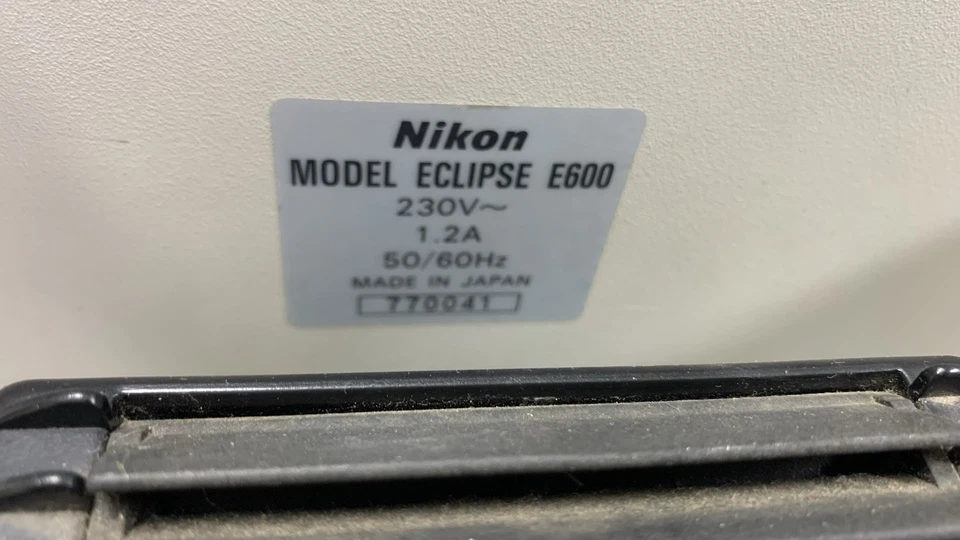 Nikon
MODEL ECLIPSE E600
230V~
1.2A
50/60Hz
MADE IN JAPAN
770041